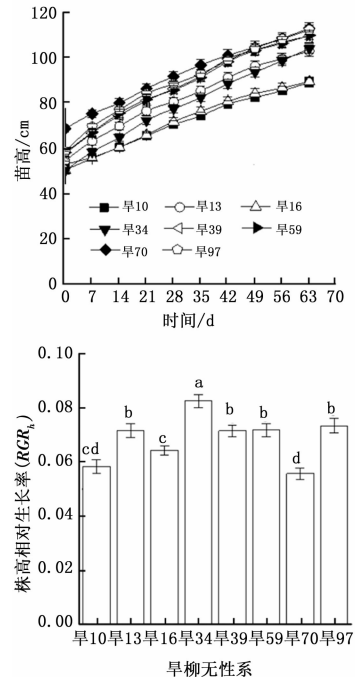 120
100
80
60
40
20
0
苗高/cm
旱10 旱13 旱16
旱34 旱39 旱59
旱70 旱97
0 7 14 21 28 35 42 49 56 63 70
时间/d
0.10
0.08
0.06
0.04
0.02
0.00
株高相对生长率(RGRh)
cd b c a b b d b
旱10 旱13 旱16 旱34 旱39 旱59 旱70 旱97
旱柳无性系